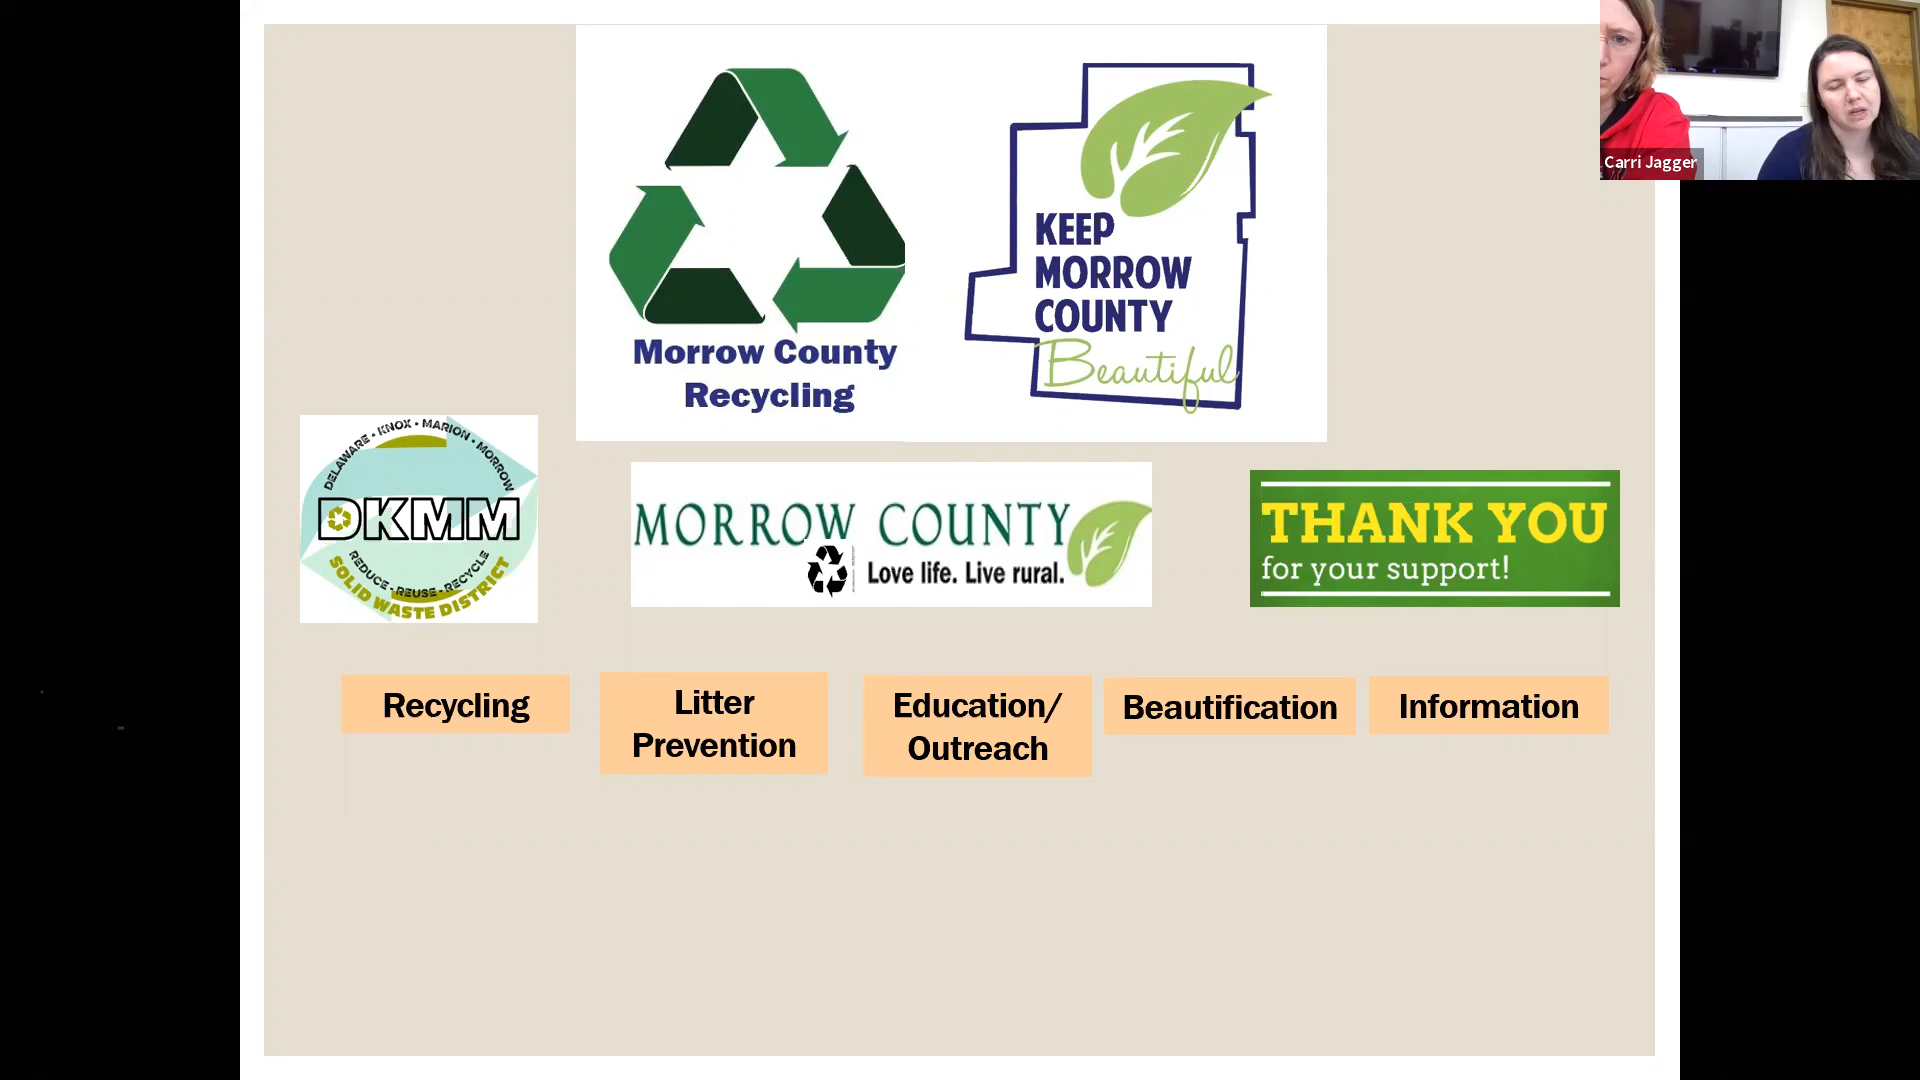 Carri Jagger
KEEP
MORROW
COUNTY
Beautiful
Morrow County
Recycling
DELAWARE • KNOX • MARION • MORROW
DKMM
REDUCE - REUSE - RECYCLE
SOLID WASTE DISTRICT
MORROW COUNTY
Love life. Live rural.
THANK YOU
for your support!
Recycling
Litter
Prevention
Education/
Outreach
Beautification
Information